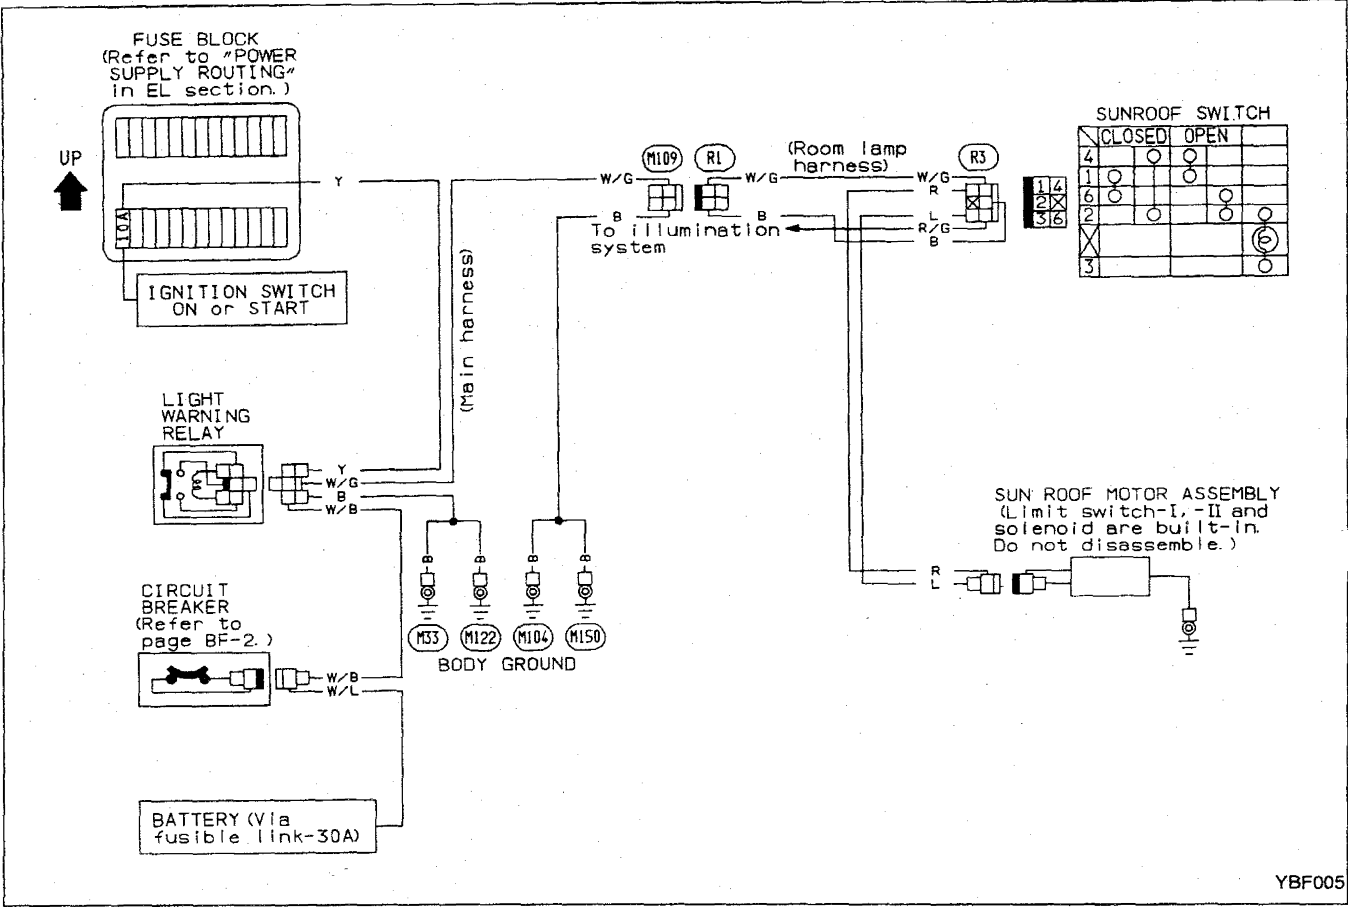 FUSE BLOCK
(Refer to "POWER
SUPPLY ROUTING"
in EL section.)
UP
10A
Y
IGNITION SWITCH
ON or START
(Main harness)
LIGHT
WARNING
RELAY
Y
W/G
B
W/B
CIRCUIT
BREAKER
(Refer to
page BF-2.)
W/B
W/L
BATTERY (Via
fusible link-30A)
B
B
B
B
M33
M122
M104
M150
BODY GROUND
M109
R1
W/G
W/G
B
B
To illumination
system
(Room lamp
harness)
R3
W/G
R
L
R/G
B
1 4
2
3 6
SUNROOF SWITCH
CLOSED OPEN
4
1
6
2
3
SUN ROOF MOTOR ASSEMBLY
(Limit switch-I, -II and
solenoid are built-in.
Do not disassemble.)
R
L
YBF005